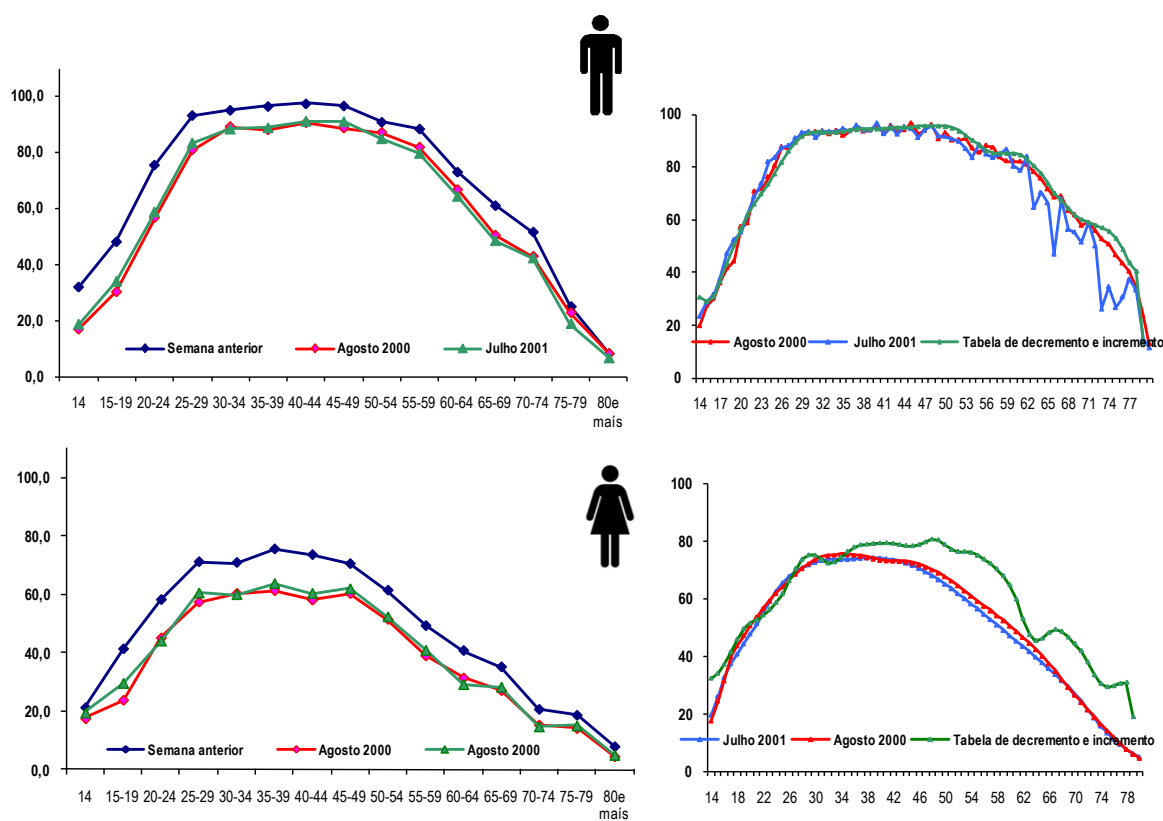 100,0
80,0
60,0
40,0
20,0
0,0
Semana anterior Agosto 2000 Julho 2001
14 15-19 20-24 25-29 30-34 35-39 40-44 45-49 50-54 55-59 60-64 65-69 70-74 75-79 80e
maís
100
80
60
40
20
0
Agosto 2000 Julho 2001 Tabela de decremento e incremento
14 17 20 23 26 29 32 35 38 41 44 47 50 53 56 59 62 65 68 71 74 77
100,0
80,0
60,0
40,0
20,0
0,0
Semana anterior Agosto 2000 Agosto 2000
14 15-19 20-24 25-29 30-34 35-39 40-44 45-49 50-54 55-59 60-64 65-69 70-74 75-79 80e
maís
100
80
60
40
20
0
Julho 2001 Agosto 2000 Tabela de decremento e incremento
14 18 22 26 30 34 38 42 46 50 54 58 62 66 70 74 78